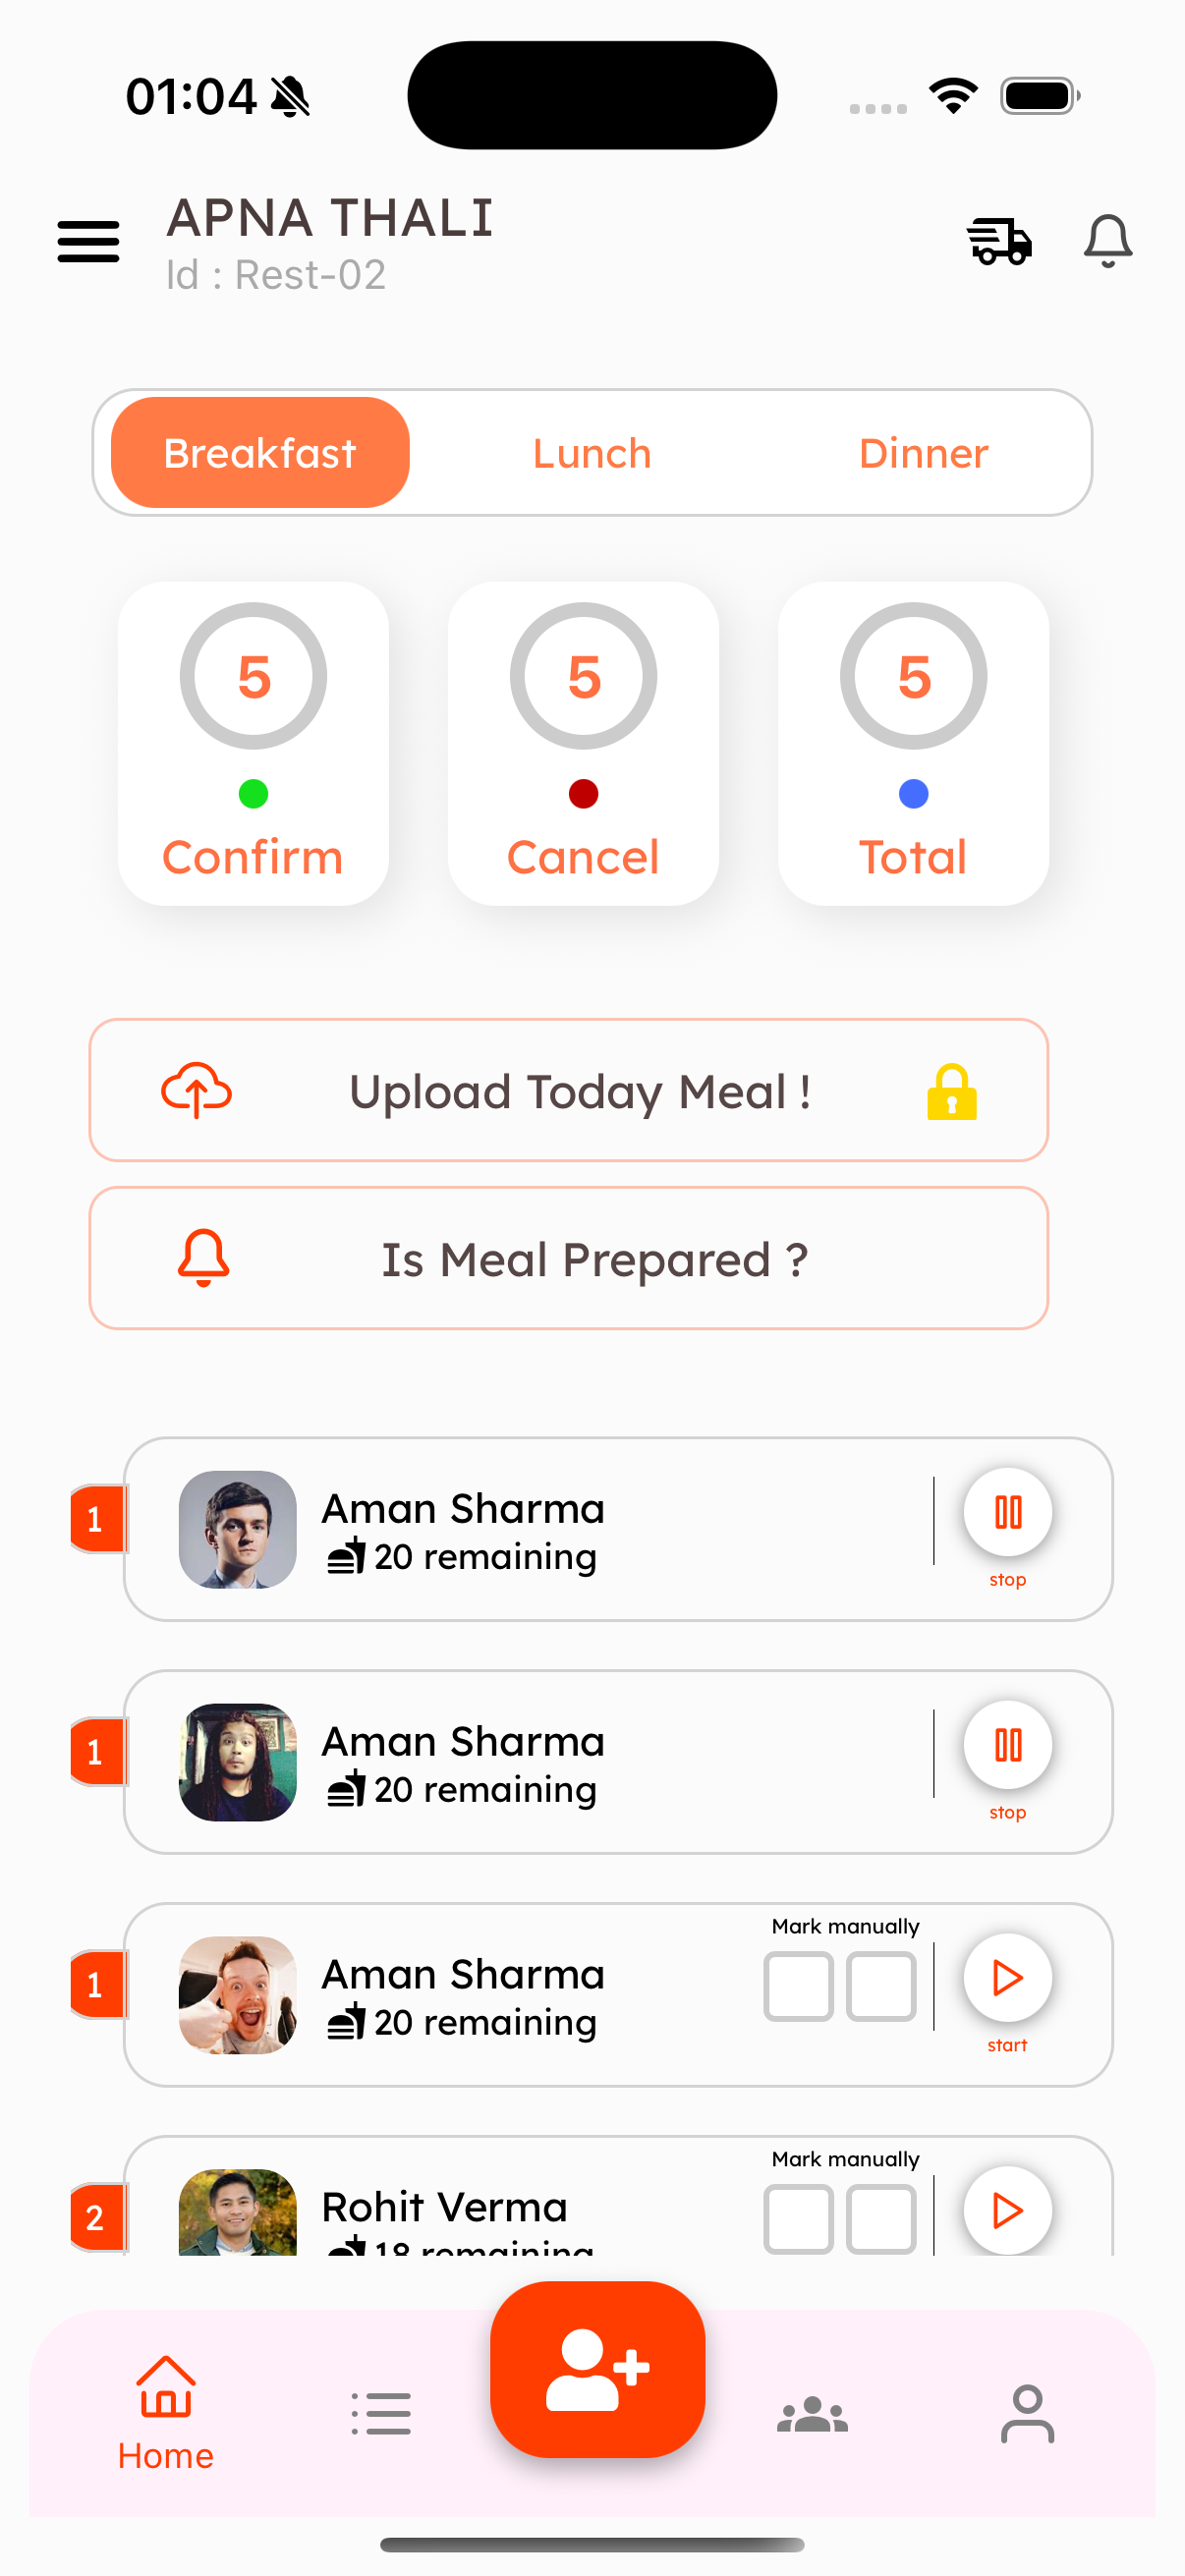 01:04
APNA THALI
Id : Rest-02
Breakfast Lunch Dinner
5 5 5
Confirm Cancel Total
Upload Today Meal !
Is Meal Prepared ?
1
Aman Sharma
20 remaining
stop
1
Aman Sharma
20 remaining
stop
Mark manually
1
Aman Sharma
20 remaining
start
Mark manually
2
Rohit Verma
18 remaining
Home